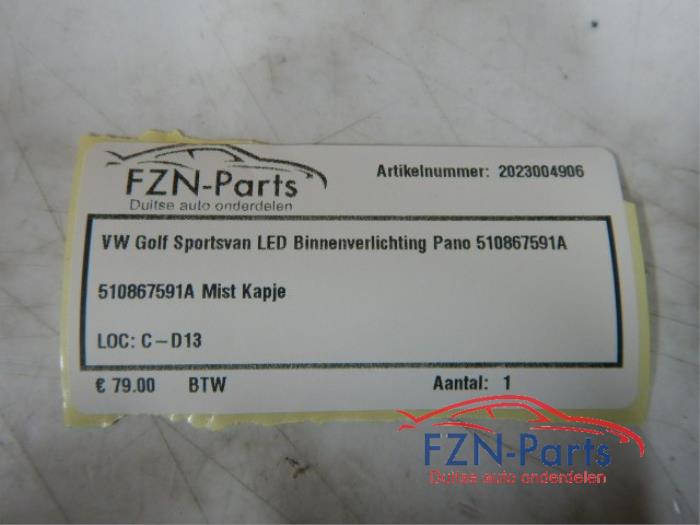 FZN-Parts
Duitse auto onderdelen
Artikelnummer: 2023004906
VW Golf Sportsvan LED Binnenverlichting Pano 510867591A
510867591A Mist Kapje
LOC: C-D13
€ 79.00 BTW Aantal: 1
FZN-Parts
Duitse auto onderdelen